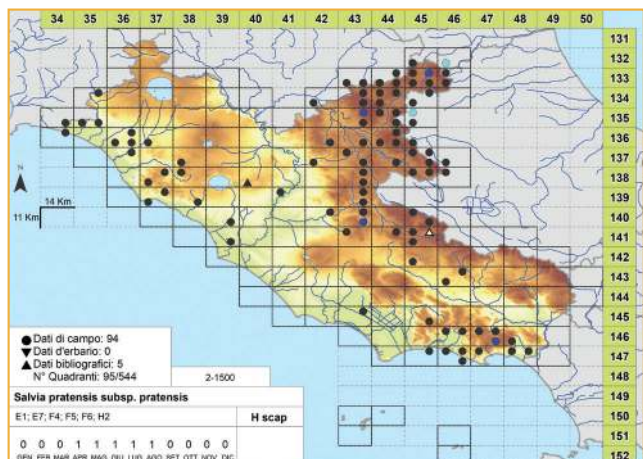 34 35 36 37 38 39 40 41 42 43 44 45 46 47 48 49 50
131
132
133
134
135
136
137
138
139
140
141
142
143
144
145
146
147
148
149
150
151
152
N
14 Km
11 Km
Dati di campo: 94
Dati d'erbario: 0
Dati bibliografici: 5
N° Quadranti: 95/544
2-1500
Salvia pratensis subsp. pratensis
E1; E7; F4; F5; F6; H2
H scap
0 0 0 1 1 1 1 1 0 0 0 0
GEN FEB MAR APR MAG GIU LUG AGO SET OTT NOV DIC